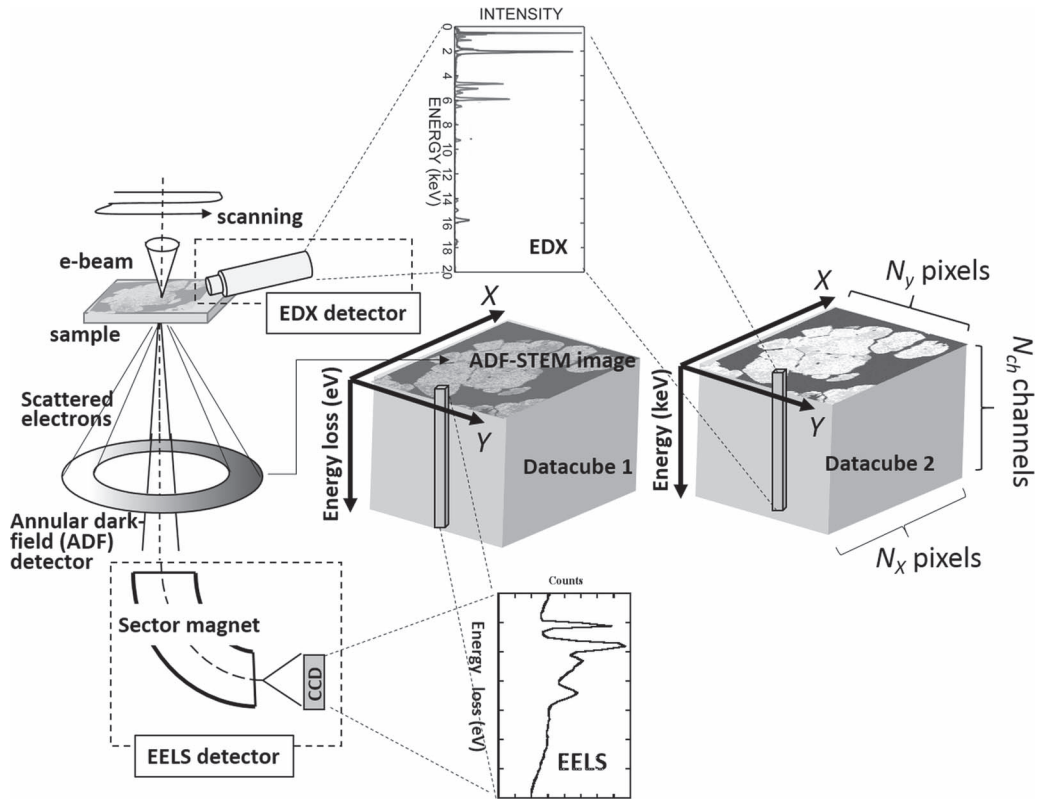 INTENSITY
0
2
4
6
8
10
12
14
16
18
20
ENERGY (keV)
EDX
scanning
e-beam
EDX detector
sample
Scattered
electrons
Annular dark-
field (ADF)
detector
Sector magnet
CCD
EELS detector
X
ADF-STEM image
Energy loss (eV)
Y
Datacube 1
X
Ny pixels
Energy (keV)
Y
Datacube 2
Nch channels
NX pixels
Counts
Energy loss (eV)
EELS